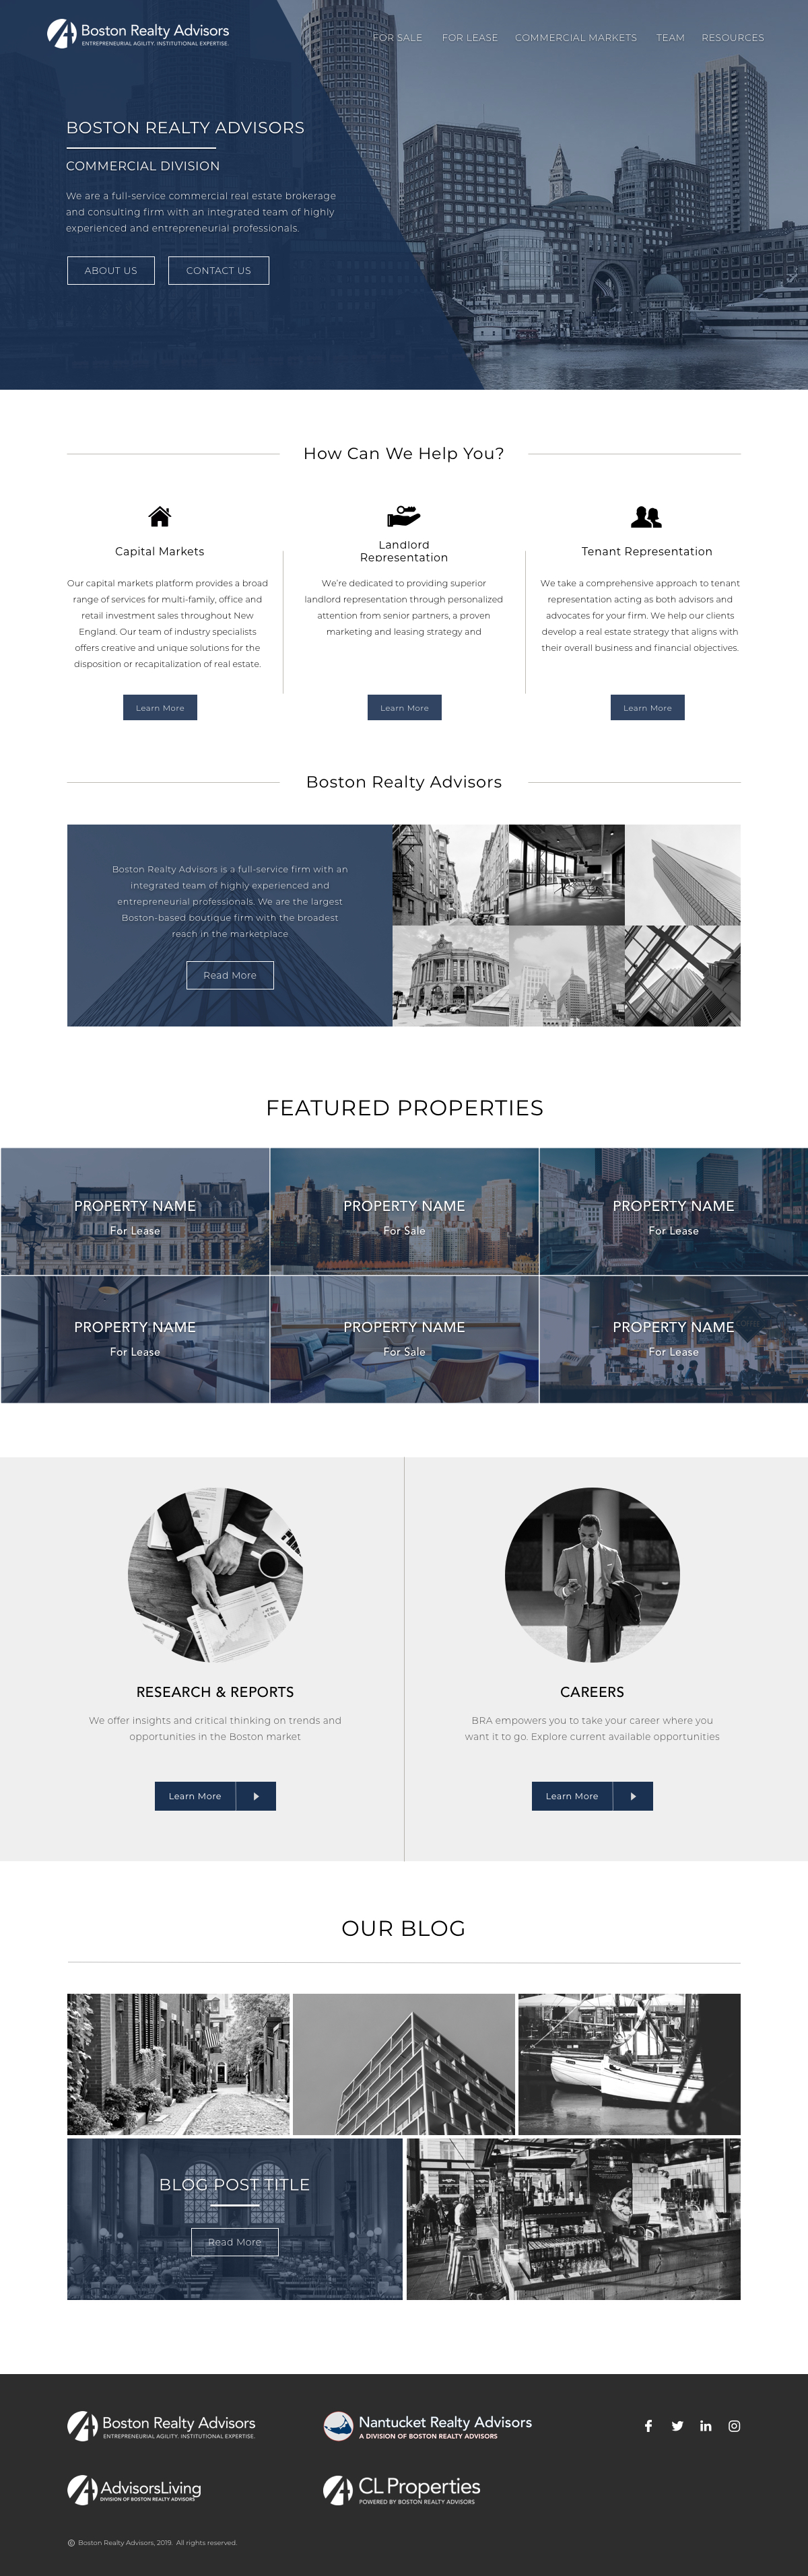 Boston Realty Advisors
ENTREPRENEURIAL AGILITY. INSTITUTIONAL EXPERTISE.
FOR SALE FOR LEASE COMMERCIAL MARKETS TEAM RESOURCES
BOSTON REALTY ADVISORS
COMMERCIAL DIVISION
We are a full-service commercial real estate brokerage
and consulting firm with an integrated team of highly
experienced and entrepreneurial professionals.
ABOUT US CONTACT US
How Can We Help You?
Capital Markets
Our capital markets platform provides a broad
range of services for multi-family, office and
retail investment sales throughout New
England. Our team of industry specialists
offers creative and unique solutions for the
disposition or recapitalization of real estate.
Learn More
Landlord
Representation
We're dedicated to providing superior
landlord representation through personalized
attention from senior partners, a proven
marketing and leasing strategy and
Learn More
Tenant Representation
We take a comprehensive approach to tenant
representation acting as both advisors and
advocates for your firm. We help our clients
develop a real estate strategy that aligns with
their overall business and financial objectives.
Learn More
Boston Realty Advisors
Boston Realty Advisors is a full-service firm with an
integrated team of highly experienced and
entrepreneurial professionals. We are the largest
Boston-based boutique firm with the broadest
reach in the marketplace
Read More
FEATURED PROPERTIES
PROPERTY NAME
For Lease
PROPERTY NAME
For Sale
PROPERTY NAME
For Lease
PROPERTY NAME
For Lease
PROPERTY NAME
For Sale
PROPERTY NAME
For Lease
RESEARCH & REPORTS
We offer insights and critical thinking on trends and
opportunities in the Boston market
Learn More
CAREERS
BRA empowers you to take your career where you
want it to go. Explore current available opportunities
Learn More
OUR BLOG
BLOG POST TITLE
Read More
Boston Realty Advisors
ENTREPRENEURIAL AGILITY. INSTITUTIONAL EXPERTISE.
Nantucket Realty Advisors
A DIVISION OF BOSTON REALTY ADVISORS
AdvisorsLiving
DIVISION OF BOSTON REALTY ADVISORS
CL Properties
POWERED BY BOSTON REALTY ADVISORS
© Boston Realty Advisors, 2019. All rights reserved.